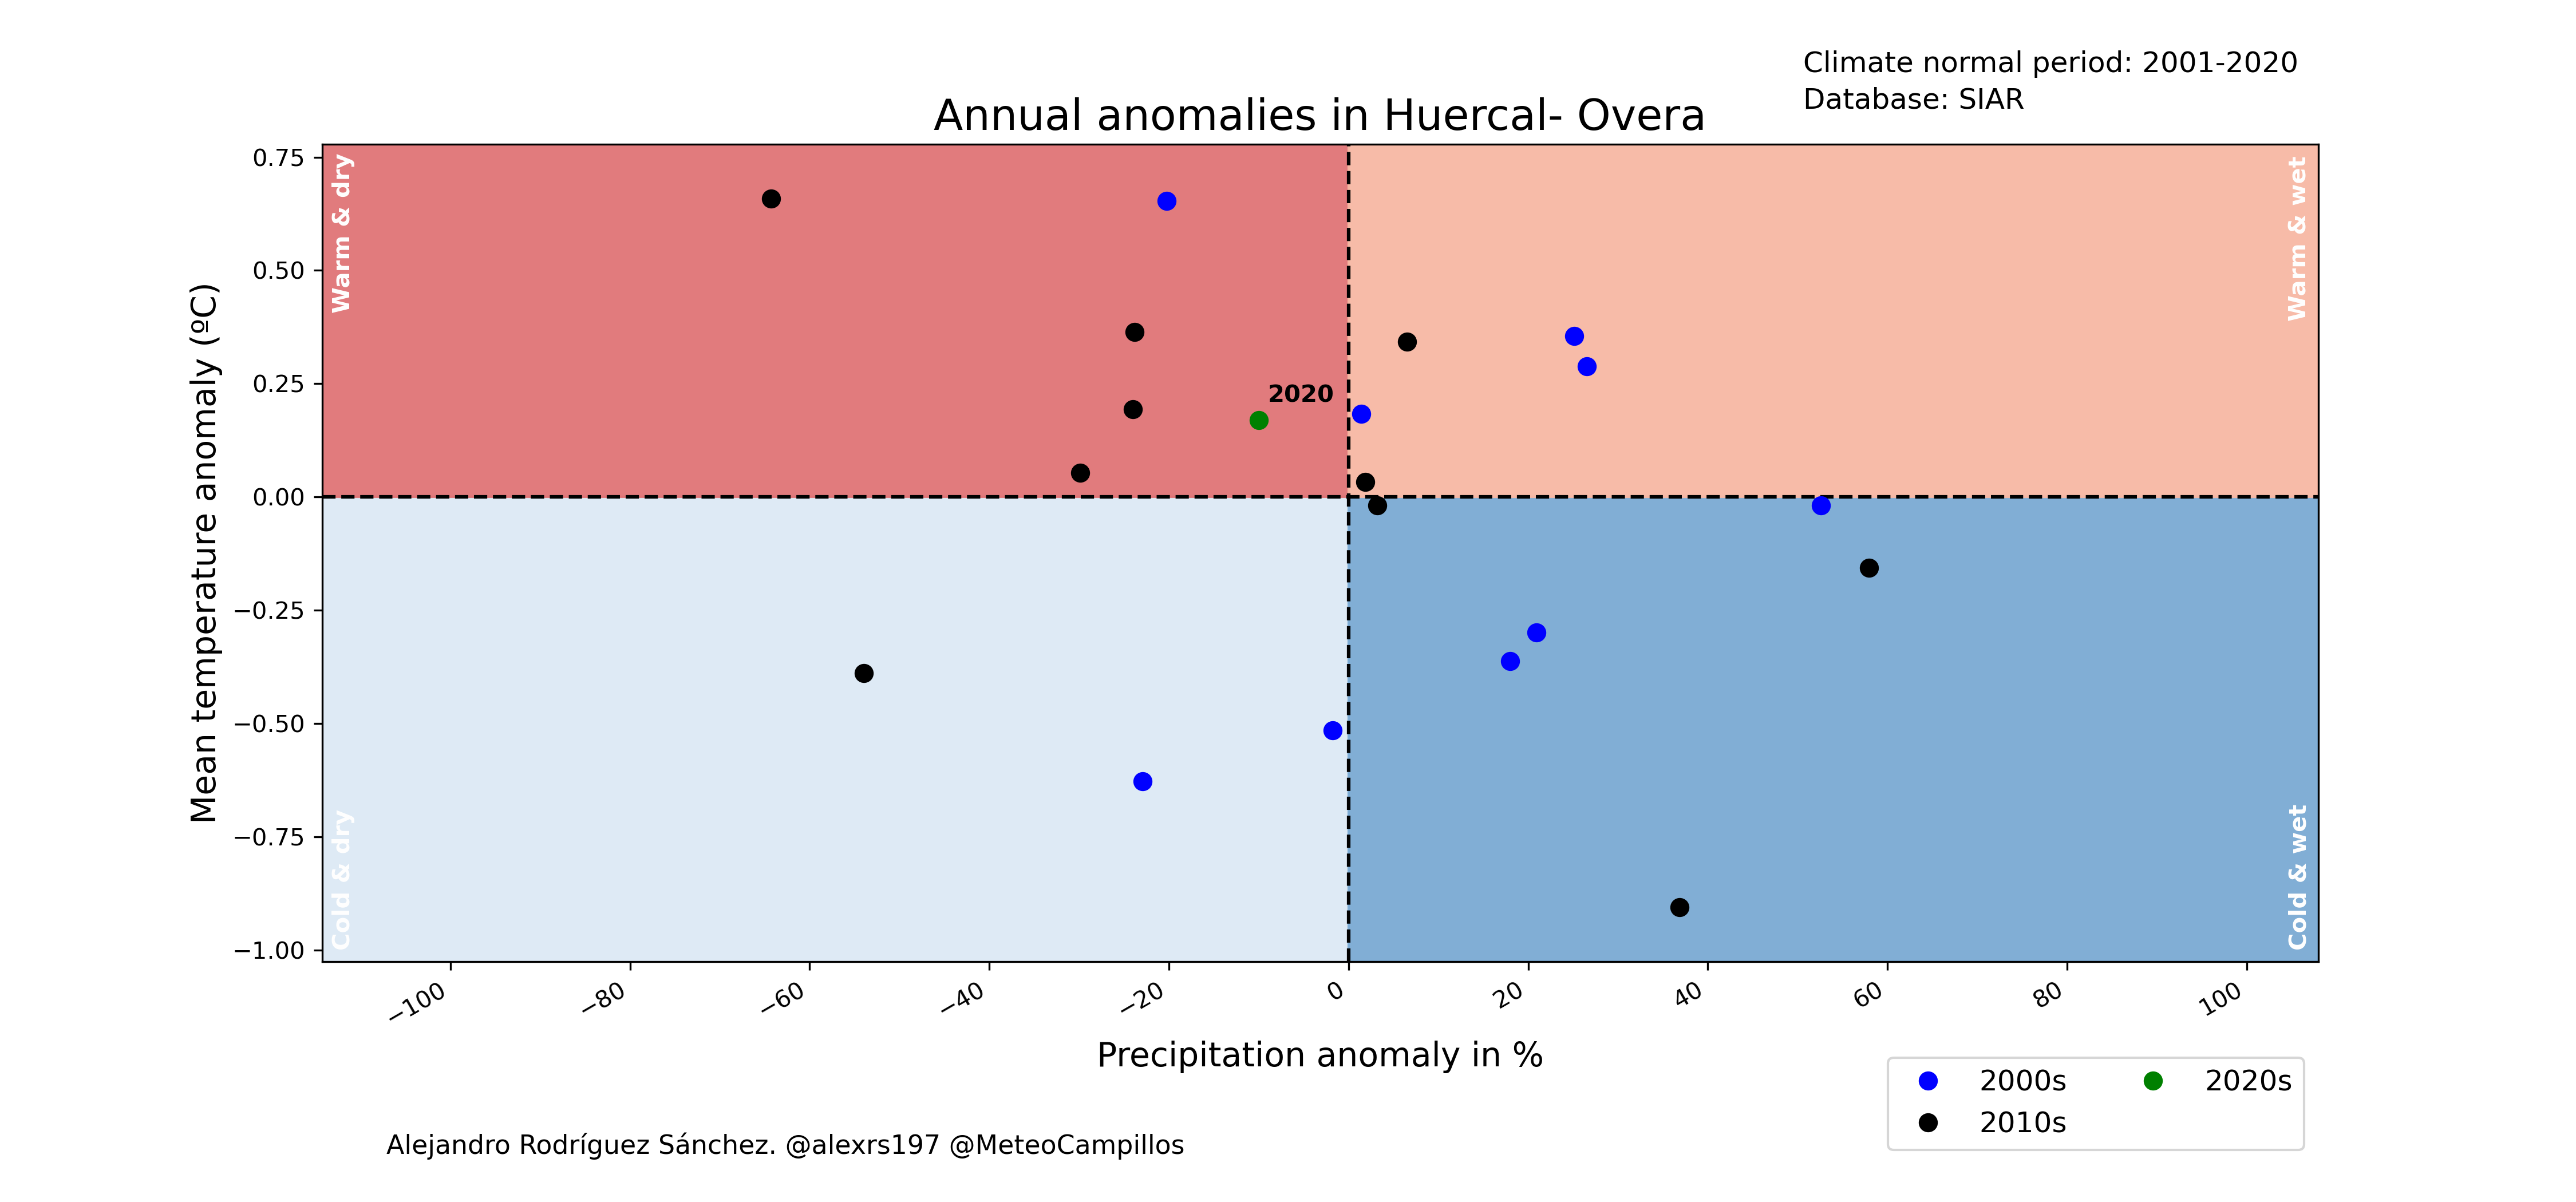 Climate normal period: 2001-2020
Database: SIAR
Annual anomalies in Huercal- Overa
Mean temperature anomaly (ºC)
0.75
0.50
0.25
0.00
−0.25
−0.50
−0.75
−1.00
Warm & dry
Warm & wet
2020
Cold & dry
Cold & wet
−100
−80
−60
−40
−20
0
20
40
60
80
100
Precipitation anomaly in %
2000s
2010s
2020s
Alejandro Rodríguez Sánchez. @alexrs197 @MeteoCampillos